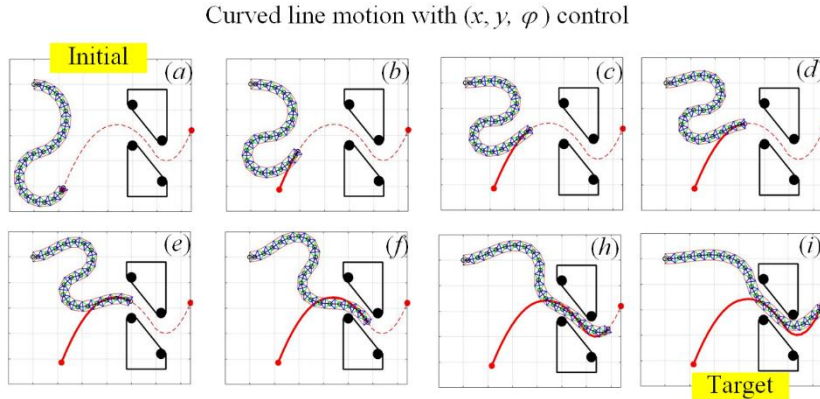 Curved line motion with (x, y, φ) control
Initial
(a)
(b)
(c)
(d)
(e)
(f)
(h)
(i)
Target